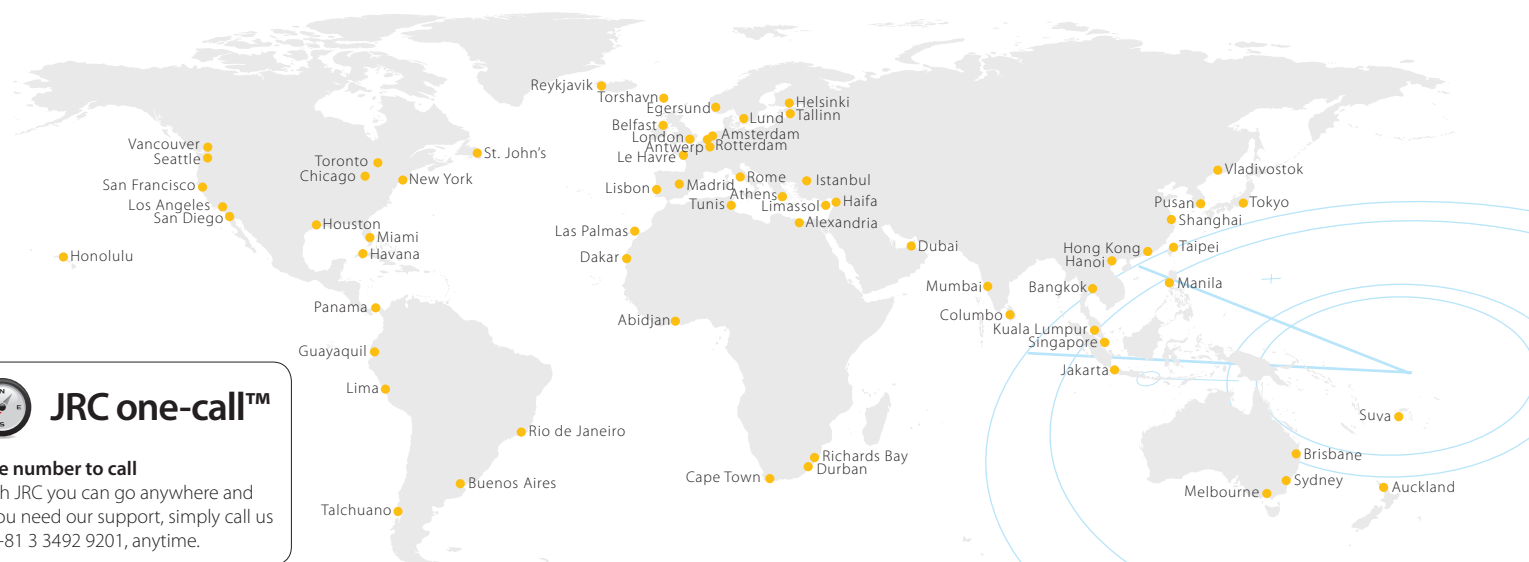 Reykjavik
Torshavn
Egersund
Helsinki
Tallinn
Lund
Belfast
London
Amsterdam
Antwerp
Rotterdam
Le Havre
Vancouver
Seattle
Toronto
Chicago
St. John's
New York
San Francisco
Los Angeles
San Diego
Houston
Miami
Havana
Honolulu
Lisbon
Madrid
Rome
Istanbul
Athens
Tunis
Limassol
Haifa
Alexandria
Las Palmas
Dakar
Dubai
Vladivostok
Pusan
Tokyo
Shanghai
Hong Kong
Taipei
Hanoi
Mumbai
Bangkok
Manila
Columbo
Kuala Lumpur
Singapore
Jakarta
Panama
Abidjan
Guayaquil
Lima
Rio de Janeiro
Buenos Aires
Talchuano
Richards Bay
Durban
Cape Town
Suva
Brisbane
Sydney
Melbourne
Auckland
N
E
S
JRC one-call™
e number to call
h JRC you can go anywhere and
ou need our support, simply call us
+81 3 3492 9201, anytime.